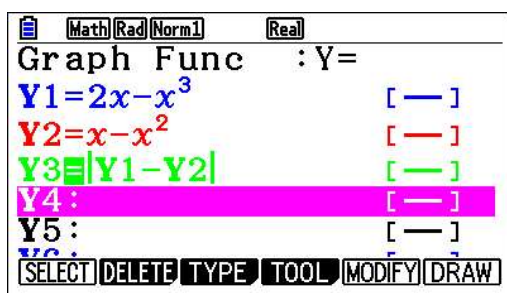 Math Rad Norm1 Real
Graph Func :Y=
Y1=2x−x³ [—]
Y2=x−x² [—]
Y3=|Y1−Y2| [—]
Y4: [—]
Y5: [—]
SELECT DELETE TYPE TOOL MODIFY DRAW